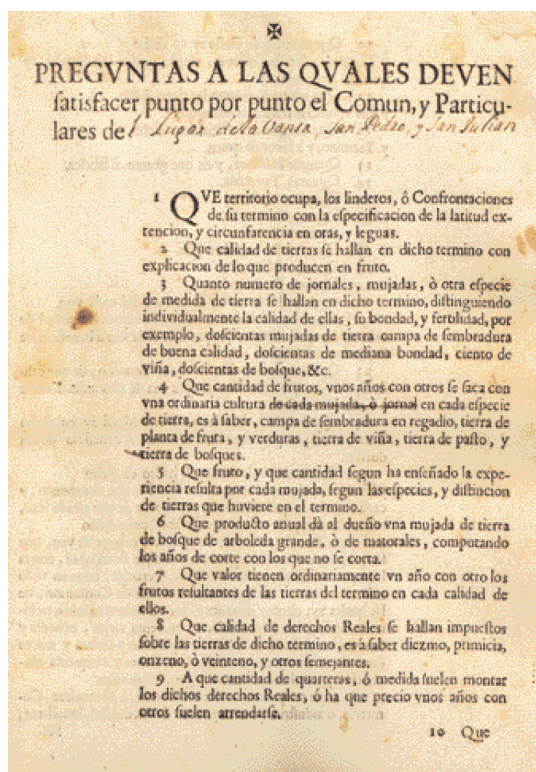 ✠
PREGVNTAS A LAS QVALES DEVEN
satisfacer punto por punto el Comun, y Particu-
lares de l Lugar de la Vansa, San Pedro, y San Julian
1 QVE territorio ocupa, los linderos, ô Confrontaciones
de su termino con la especificacion de la latitud ex-
tencion, y circunfarencia en oras, y leguas.
2 Que calidad de tierras se hallan en dicho termino con
explicacion de lo que producen en fruto.
3 Quanto numero de jornales, mujadas, ò otra especie
de medida de tierra se hallan en dicho termino, distinguiendo
individualmente la calidad de ellas, su bondad, y fertilidad, por
exemplo, doscientas mujadas de tierra campa de sembradura
de buena calidad, doscientas de mediana bondad, ciento de
viña, doscientas de bosque, &c.
4 Que cantidad de frutos, vnos años con otros se saca con
vna ordinaria cultura de cada mujada, ò jornal en cada especie
de tierra, es à saber, campa de sembradura en regadio, tierra de
planta de fruta, y verduras, tierra de viña, tierra de pasto, y
tierra de bosques.
5 Que fruto, y que cantidad segun ha enseñado la expe-
riencia resulta por cada mujada, segun las especies, y distincion
de tierras que huviere en el termino.
6 Que producto anual dà al dueño vna mujada de tierra
de bosque de arboleda grande, ò de matorales, computando
los años de corte con los que no se corta.
7 Que valor tienen ordinariamente vn año con otro los
frutos resultantes de las tierras del termino en cada calidad de
ellos.
8 Que calidad de derechos Reales se hallan impuestos
sobre las tierras de dicho termino, es à saber diezmo, primicia,
onzeno, ò veinteno, y otros semejantes.
9 A que cantidad de quarteras, ó medida suelen montar
los dichos derechos Reales, ó ha que precio vnos años con
otros suelen arrendarse.
10 Que